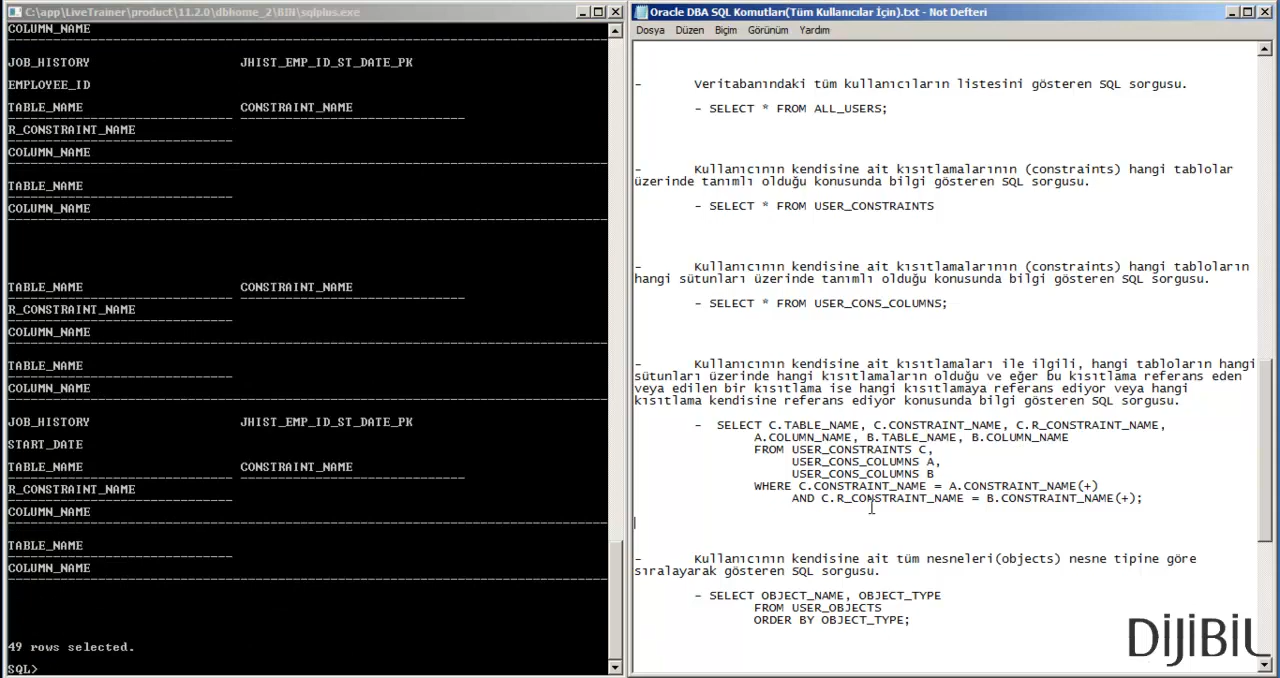 C:\app\LiveTrainer\product\11.2.0\dbhome_2\BIN\sqlplus.exe
COLUMN_NAME
JOB_HISTORY JHIST_EMP_ID_ST_DATE_PK
EMPLOYEE_ID
TABLE_NAME CONSTRAINT_NAME
R_CONSTRAINT_NAME
COLUMN_NAME
TABLE_NAME
COLUMN_NAME
TABLE_NAME CONSTRAINT_NAME
R_CONSTRAINT_NAME
COLUMN_NAME
TABLE_NAME
COLUMN_NAME
JOB_HISTORY JHIST_EMP_ID_ST_DATE_PK
START_DATE
TABLE_NAME CONSTRAINT_NAME
R_CONSTRAINT_NAME
COLUMN_NAME
TABLE_NAME
COLUMN_NAME
49 rows selected.
SQL>
Oracle DBA SQL Komutları(Tüm Kullanıcılar İçin).txt - Not Defteri
Dosya Düzen Biçim Görünüm Yardım
- Veritabanındaki tüm kullanıcıların listesini gösteren SQL sorgusu.
- SELECT * FROM ALL_USERS;
- Kullanıcının kendisine ait kısıtlamalarının (constraints) hangi tablolar
üzerinde tanımlı olduğu konusunda bilgi gösteren SQL sorgusu.
- SELECT * FROM USER_CONSTRAINTS
- Kullanıcının kendisine ait kısıtlamalarının (constraints) hangi tabloların
hangi sütunları üzerinde tanımlı olduğu konusunda bilgi gösteren SQL sorgusu.
- SELECT * FROM USER_CONS_COLUMNS;
- Kullanıcının kendisine ait kısıtlamaları ile ilgili, hangi tabloların hangi
sütunları üzerinde hangi kısıtlamaların olduğu ve eğer bu kısıtlama referans eden
veya edilen bir kısıtlama ise hangi kısıtlamaya referans ediyor veya hangi
kısıtlama kendisine referans ediyor konusunda bilgi gösteren SQL sorgusu.
- SELECT C.TABLE_NAME, C.CONSTRAINT_NAME, C.R_CONSTRAINT_NAME,
A.COLUMN_NAME, B.TABLE_NAME, B.COLUMN_NAME
FROM USER_CONSTRAINTS C,
USER_CONS_COLUMNS A,
USER_CONS_COLUMNS B
WHERE C.CONSTRAINT_NAME = A.CONSTRAINT_NAME(+)
AND C.R_CONSTRAINT_NAME = B.CONSTRAINT_NAME(+);
- Kullanıcının kendisine ait tüm nesneleri(objects) nesne tipine göre
sıralayarak gösteren SQL sorgusu.
- SELECT OBJECT_NAME, OBJECT_TYPE
FROM USER_OBJECTS
ORDER BY OBJECT_TYPE;
DiJiBiL